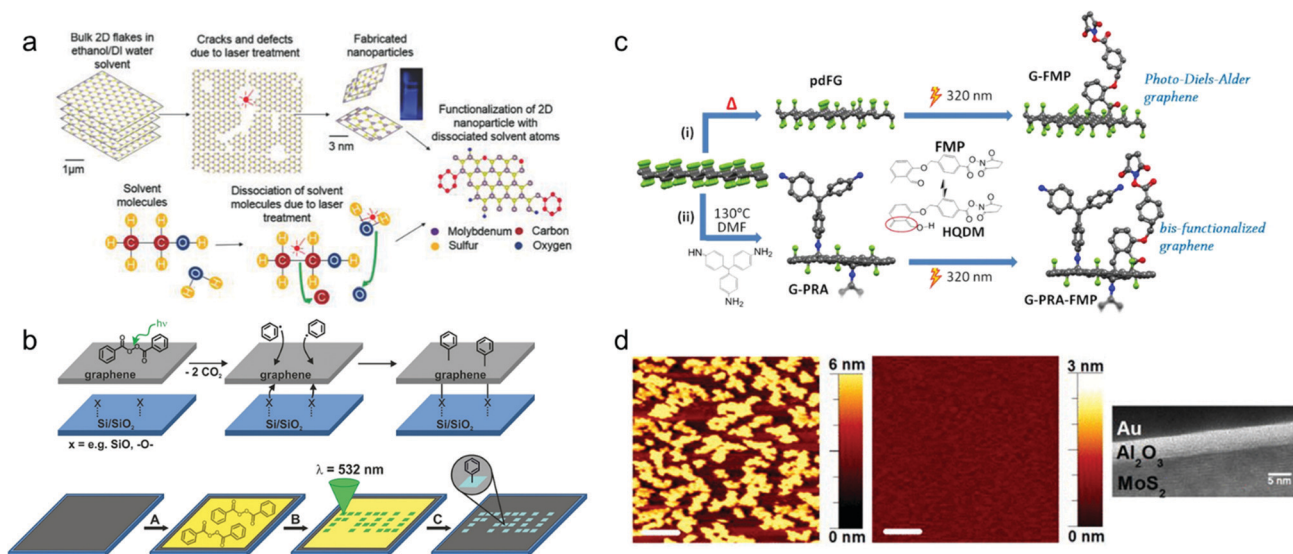 a
Bulk 2D flakes in
ethanol/DI water
solvent
Cracks and defects
due to laser treatment
Fabricated
nanoparticles
1µm
3 nm
Functionalization of 2D
nanoparticle with
dissociated solvent
atoms
Solvent
molecules
Dissociation of solvent
molecules due to laser
treatment
H H
H C C O H
H H
O
H H
H H
H C C O H
H H
H H
O
C O
Molybdenum Carbon
Sulfur Oxygen
b
hν
O
O
O
O
graphene
- 2 CO2
graphene
graphene
X X
Si/SiO2
X X
Si/SiO2
X X
Si/SiO2
x = e.g. SiO, -O-
λ = 532 nm
A
B
C
c
(i)
Δ
pdFG
320 nm
G-FMP
Photo-Diels-Alder
graphene
FMP
HQDM
(ii)
130°C
DMF
HN
NH2
NH2
G-PRA
320 nm
G-PRA-FMP
bis-functionalized
graphene
d
6 nm
0 nm
3 nm
0 nm
Au
Al2O3
MoS2
5 nm